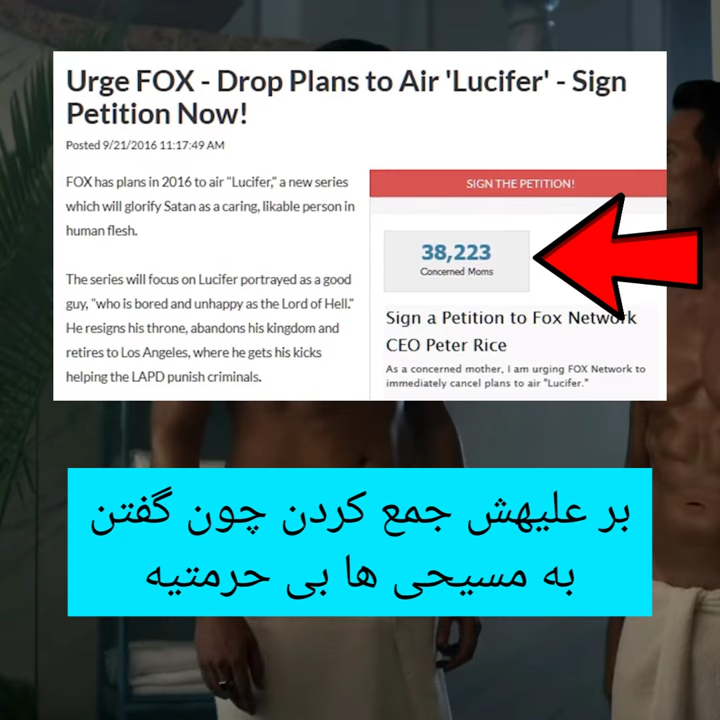 Urge FOX - Drop Plans to Air 'Lucifer' - Sign
Petition Now!
Posted 9/21/2016 11:17:49 AM
FOX has plans in 2016 to air "Lucifer," a new series
which will glorify Satan as a caring, likable person in
human flesh.
The series will focus on Lucifer portrayed as a good
guy, "who is bored and unhappy as the Lord of Hell."
He resigns his throne, abandons his kingdom and
retires to Los Angeles, where he gets his kicks
helping the LAPD punish criminals.
SIGN THE PETITION!
38,223
Concerned Moms
Sign a Petition to Fox Network
CEO Peter Rice
As a concerned mother, I am urging FOX Network to
immediately cancel plans to air "Lucifer."
بر علیهش جمع کردن چون گفتن
به مسیحی ها بی حرمتیه